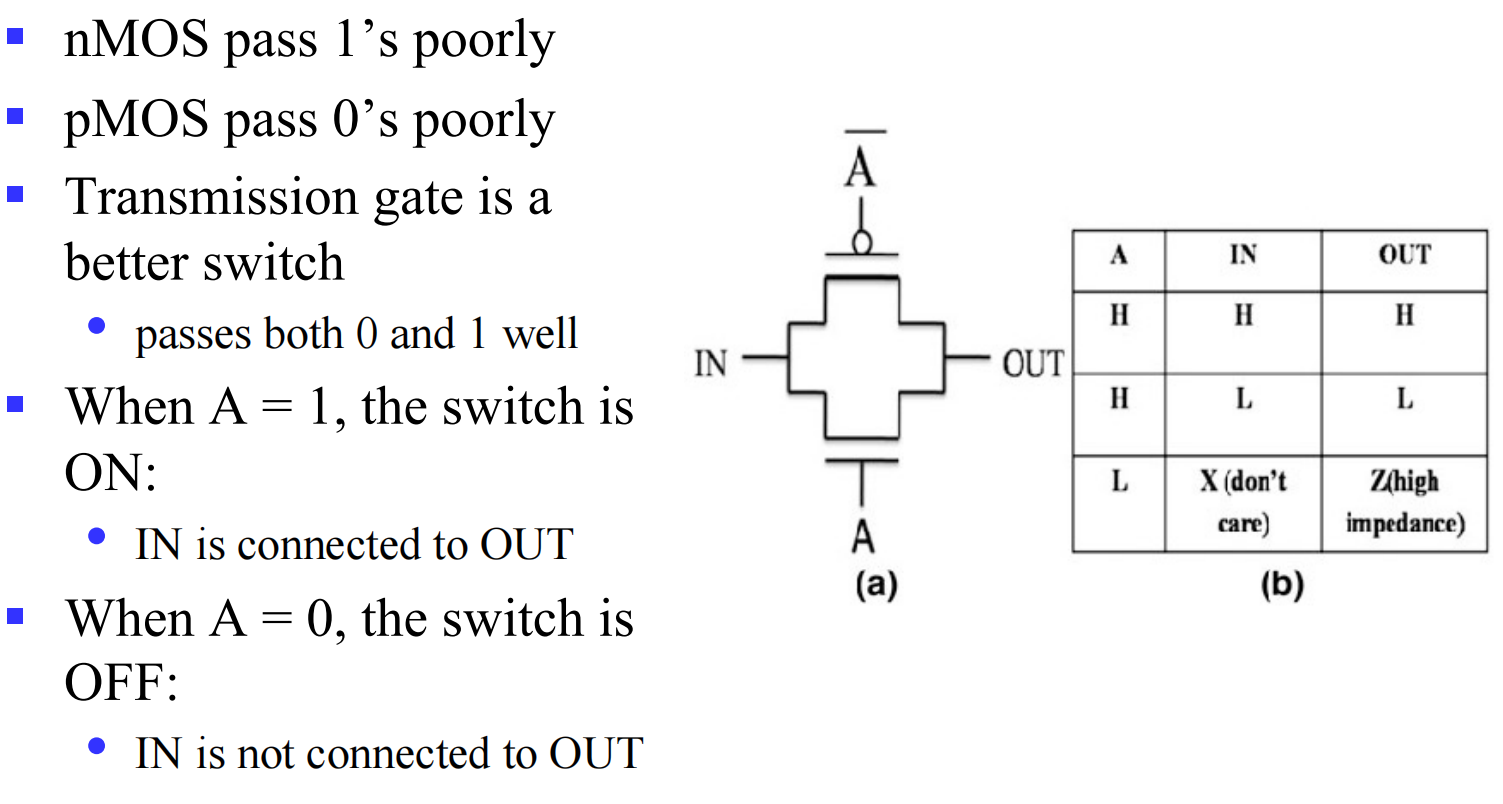 nMOS pass 1’s poorly
pMOS pass 0’s poorly
Transmission gate is a
better switch
passes both 0 and 1 well
When A = 1, the switch is
ON:
IN is connected to OUT
When A = 0, the switch is
OFF:
IN is not connected to OUT
A̅
IN OUT
A
(a)
A IN OUT
H H H
H L L
L X (don’t Z(high
care) impedance)
(b)